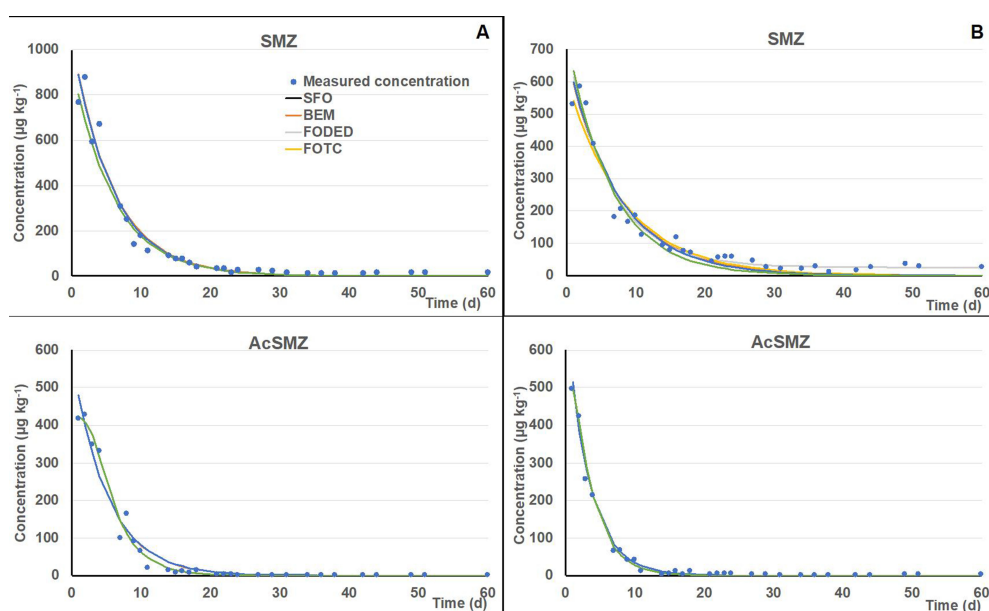 A
SMZ
Concentration (µg kg⁻¹)
1000
800
600
400
200
0
Measured concentration
SFO
BEM
FODED
FOTC
0 10 20 30 40 50 60
Time (d)
B
SMZ
Concentration (µg kg⁻¹)
700
600
500
400
300
200
100
0
0 10 20 30 40 50 60
Time (d)
AcSMZ
Concentration (µg kg⁻¹)
600
500
400
300
200
100
0
0 10 20 30 40 50 60
Time (d)
AcSMZ
Concentration (µg kg⁻¹)
600
500
400
300
200
100
0
0 10 20 30 40 50 60
Time (d)